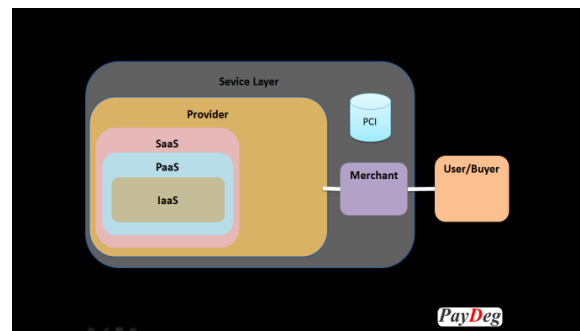 Sevice Layer
Provider
PCI
SaaS
PaaS
Merchant
User/Buyer
IaaS
PayDeg